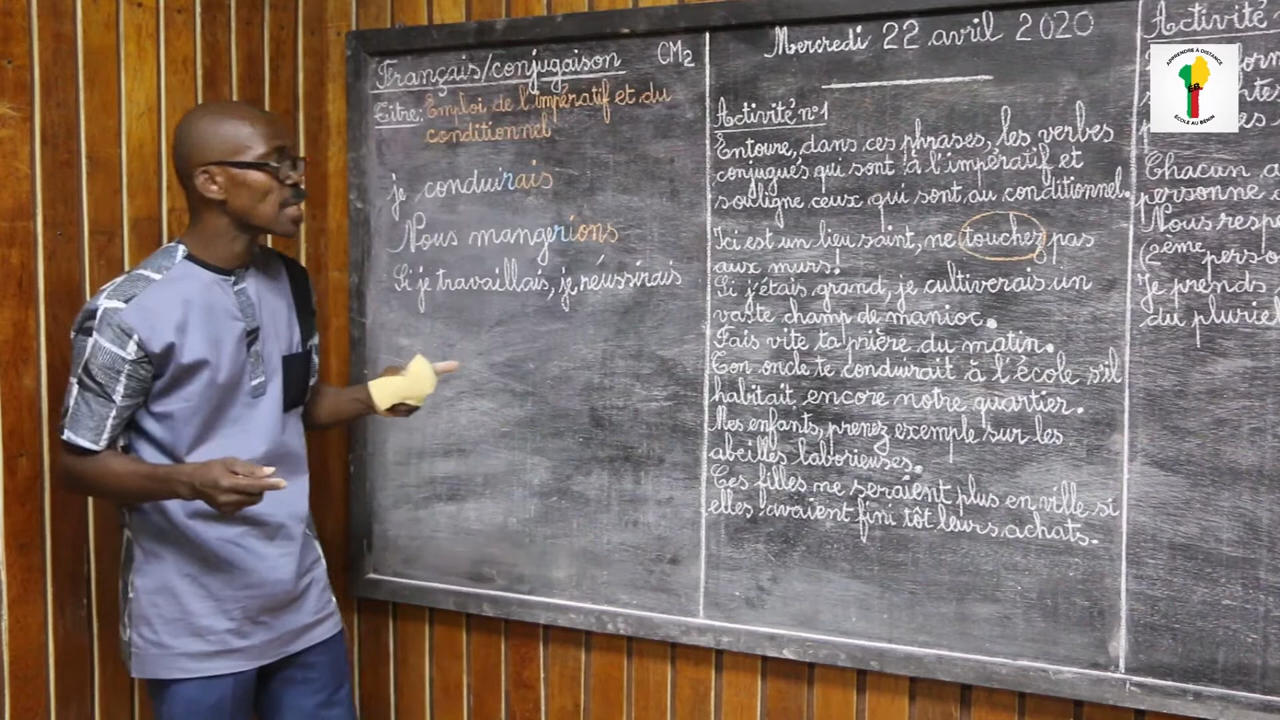 Français/conjugaison CM2
Titre: Emploi de l'impératif et du
conditionnel
je conduirais
Nous mangerions
Si je travaillais, je réussirais
Mercredi 22 avril 2020
Activité n°1
Entoure, dans ces phrases, les verbes
conjugués qui sont à l'impératif et
souligne ceux qui sont au conditionnel.
Ici est un lieu saint, ne touchez pas
aux murs!
Si j'étais grand, je cultiverais un
vaste champ de manioc.
Fais vite ta prière du matin.
Ton oncle te conduirait à l'école s'il
habitait encore notre quartier.
Mes enfants, prenez exemple sur les
abeilles laborieuses.
Ces filles ne seraient plus en ville si
elles avaient fini tôt leurs achats.
Activité
Chacun
personne
Nous
(2ème
Je prends
du pluriel
APPRENDRE À DISTANCE
ÉCOLE AU BÉNIN